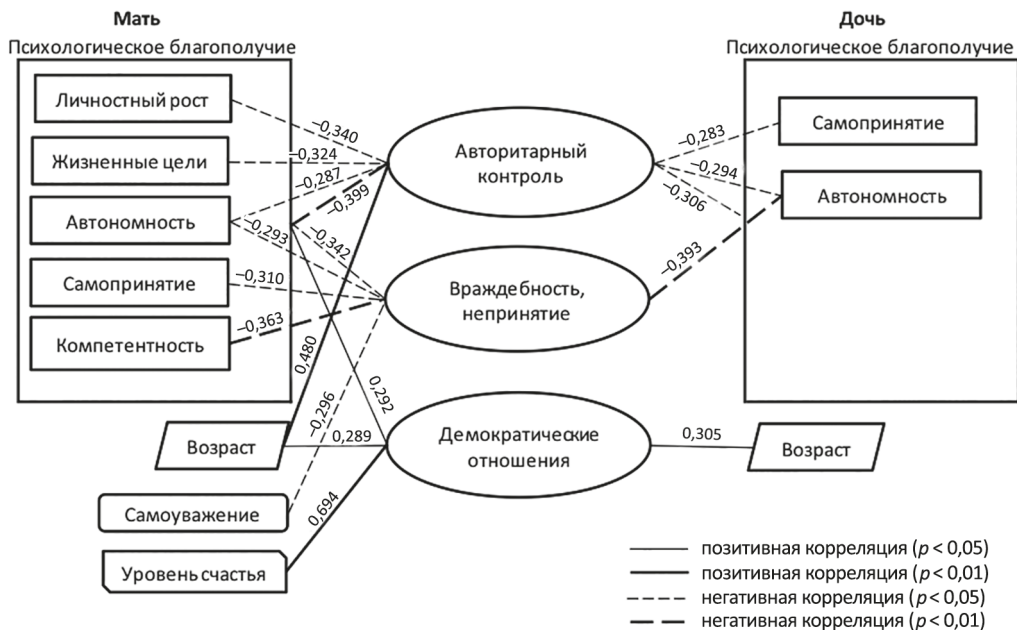 Мать
Психологическое благополучие
Личностный рост
Жизненные цели
Автономность
Самопринятие
Компетентность
Возраст
Самоуважение
Уровень счастья
–0,340
–0,324
–0,287
–0,399
–0,293
–0,342
–0,310
–0,363
0,480
–0,296
0,292
0,289
0,694
Авторитарный
контроль
Враждебность,
непринятие
Демократические
отношения
–0,283
–0,294
–0,306
–0,393
0,305
Дочь
Психологическое благополучие
Самопринятие
Автономность
Возраст
позитивная корреляция (p < 0,05)
позитивная корреляция (p < 0,01)
негативная корреляция (p < 0,05)
негативная корреляция (p < 0,01)